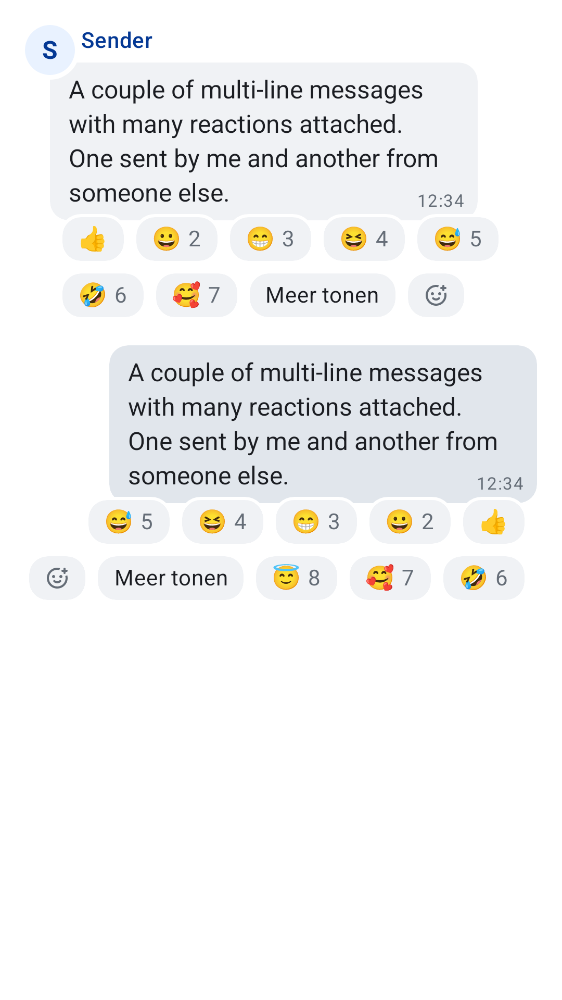 S
Sender
A couple of multi-line messages
with many reactions attached.
One sent by me and another from
someone else.
12:34
👍 😀 2 😁 3 😆 4 😅 5
🤣 6 🥰 7 Meer tonen
A couple of multi-line messages
with many reactions attached.
One sent by me and another from
someone else.
12:34
😅 5 😆 4 😁 3 😀 2 👍
Meer tonen 😇 8 🥰 7 🤣 6